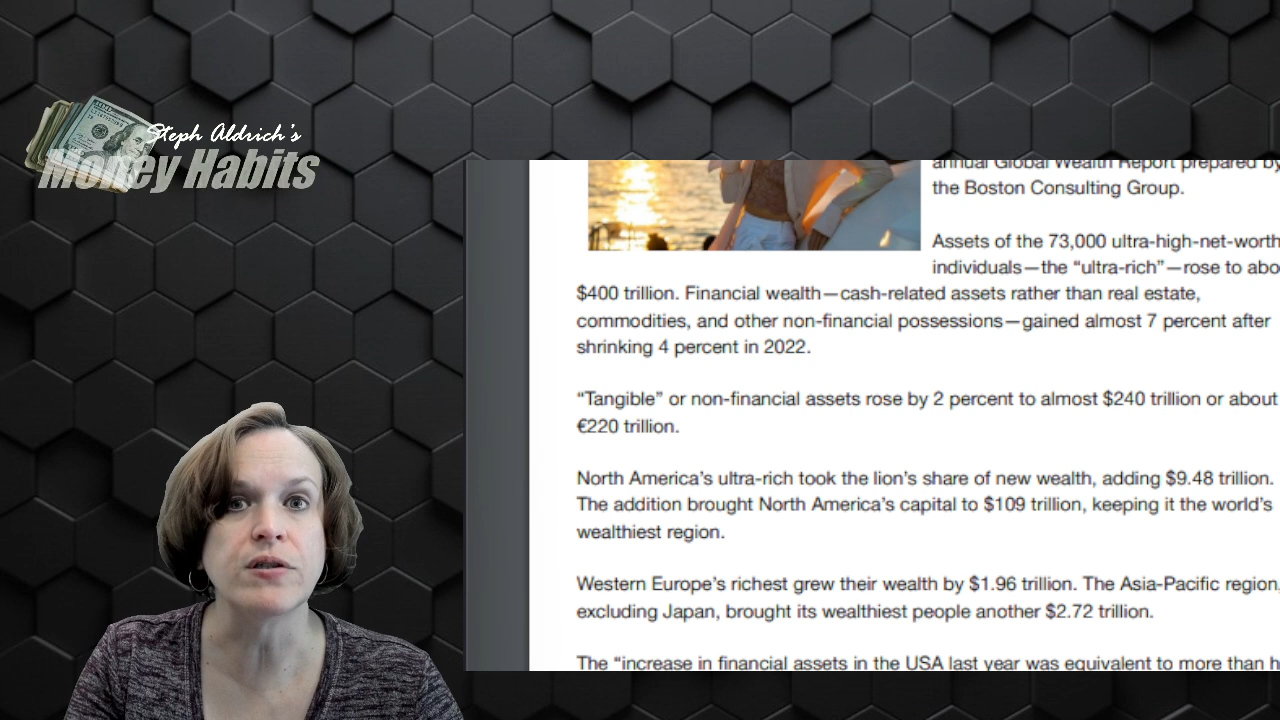 Steph Aldrich's
Money Habits
annual Global Wealth Report prepared by
the Boston Consulting Group.
Assets of the 73,000 ultra-high-net-worth
individuals—the “ultra-rich”—rose to abo
$400 trillion. Financial wealth—cash-related assets rather than real estate,
commodities, and other non-financial possessions—gained almost 7 percent after
shrinking 4 percent in 2022.
“Tangible” or non-financial assets rose by 2 percent to almost $240 trillion or about
€220 trillion.
North America’s ultra-rich took the lion’s share of new wealth, adding $9.48 trillion.
The addition brought North America’s capital to $109 trillion, keeping it the world’s
wealthiest region.
Western Europe’s richest grew their wealth by $1.96 trillion. The Asia-Pacific region,
excluding Japan, brought its wealthiest people another $2.72 trillion.
The “increase in financial assets in the USA last year was equivalent to more than h